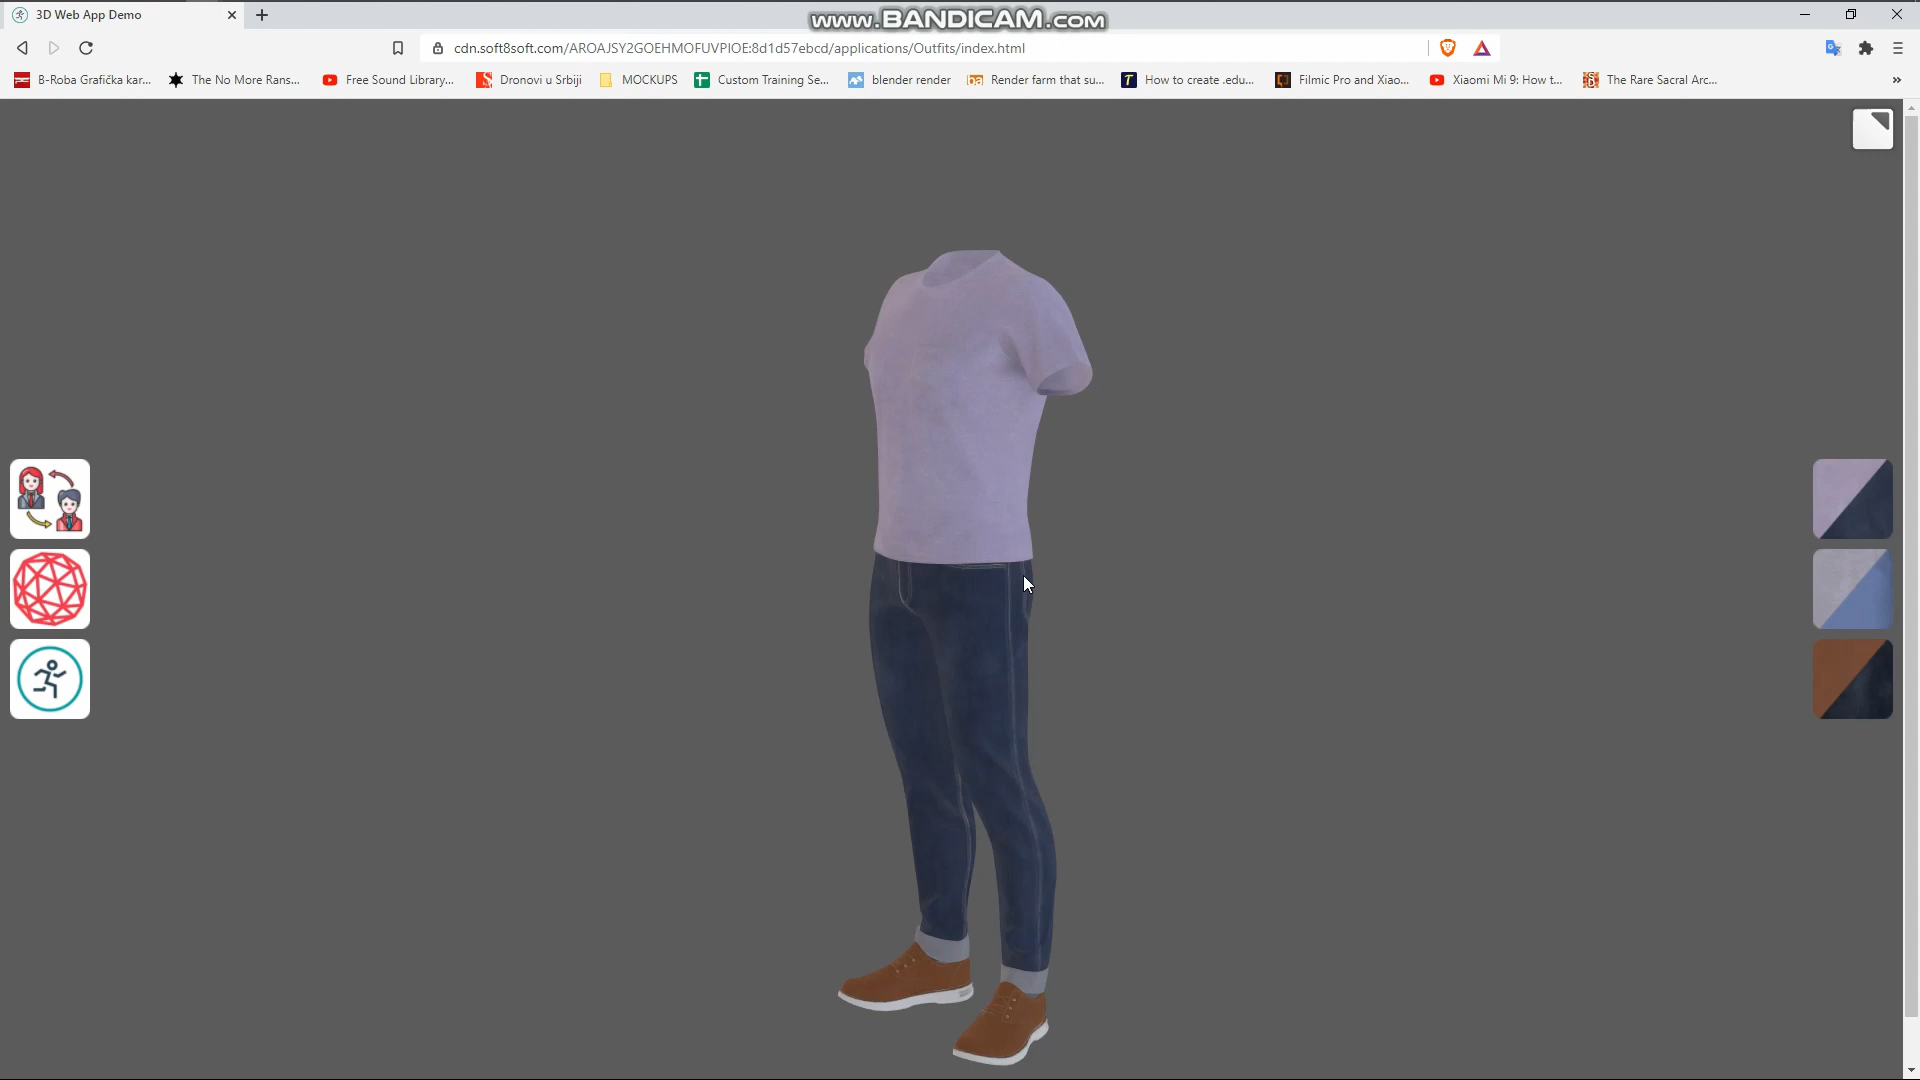 3D Web App Demo
www.BANDICAM.com
cdn.soft8soft.com/AROAJSY2GOEHMOFUVPIOE:8d1d57ebcd/applications/Outfits/index.html
B-Roba Grafička kar...
The No More Rans...
Free Sound Library...
Dronovi u Srbiji
MOCKUPS
Custom Training Se...
blender render
Render farm that su...
How to create .edu...
Filmic Pro and Xiao...
Xiaomi Mi 9: How t...
The Rare Sacral Arc...